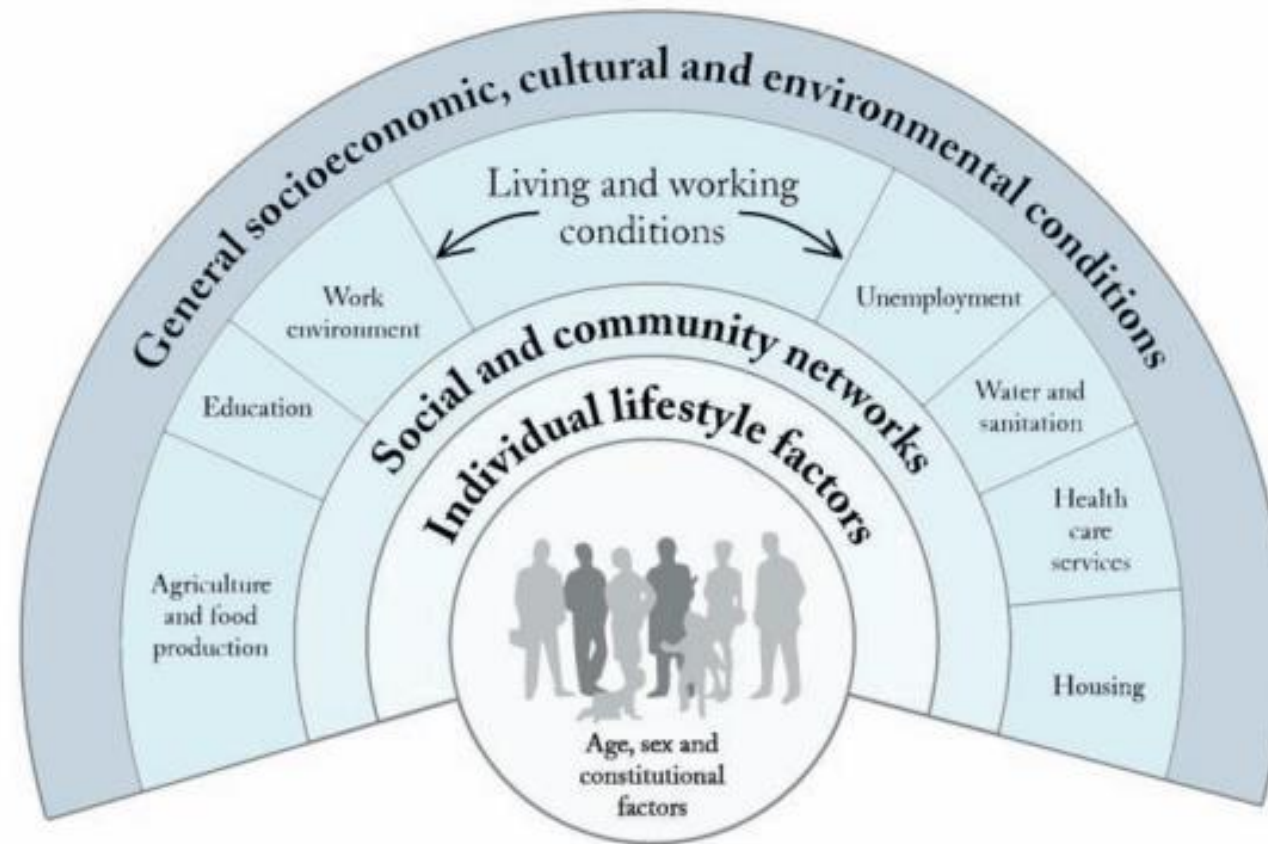 General socioeconomic, cultural and environmental conditions
Living and working
conditions
Work
environment
Unemployment
Education
Water and
sanitation
Agriculture
and food
production
Health
care
services
Housing
Social and community networks
Individual lifestyle factors
Age, sex and
constitutional
factors